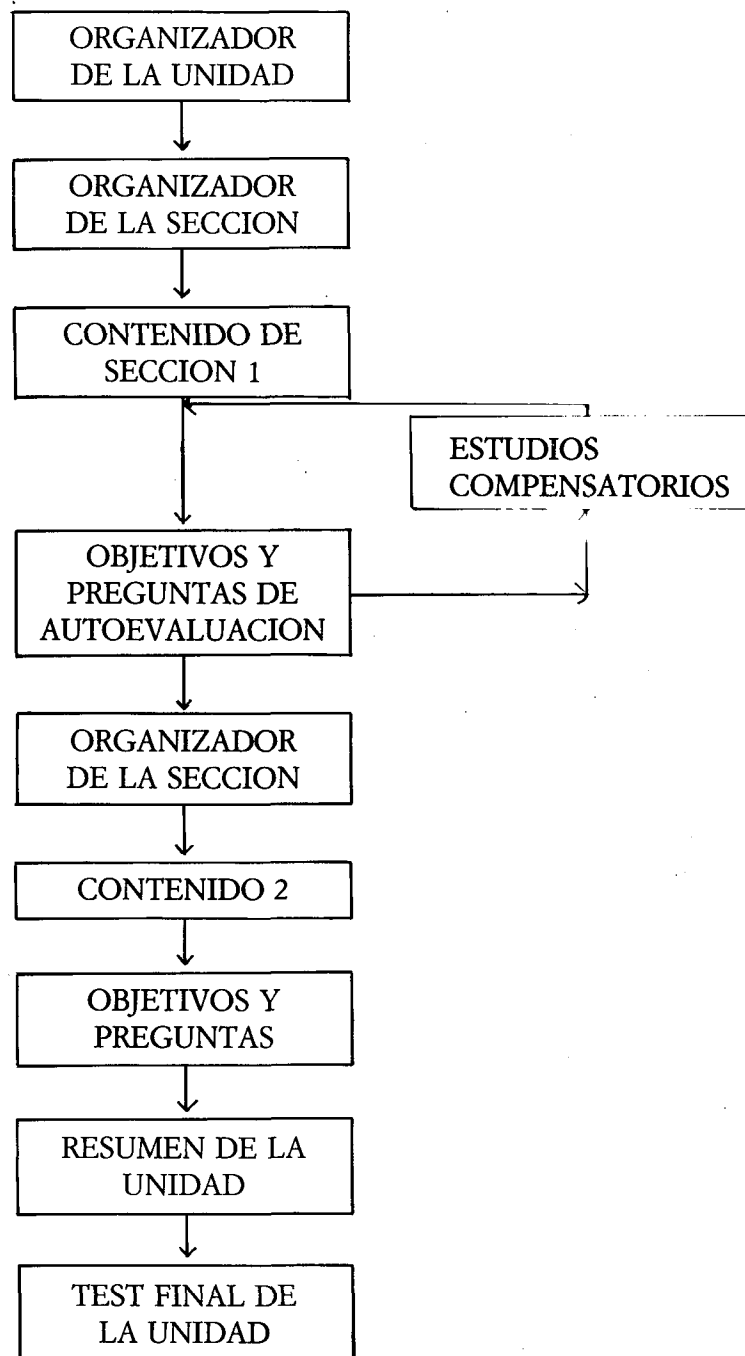 ORGANIZADOR
DE LA UNIDAD
ORGANIZADOR
DE LA SECCION
CONTENIDO DE
SECCION 1
ESTUDIOS
COMPENSATORIOS
OBJETIVOS Y
PREGUNTAS DE
AUTOEVALUACION
ORGANIZADOR
DE LA SECCION
CONTENIDO 2
OBJETIVOS Y
PREGUNTAS
RESUMEN DE LA
UNIDAD
TEST FINAL DE
LA UNIDAD